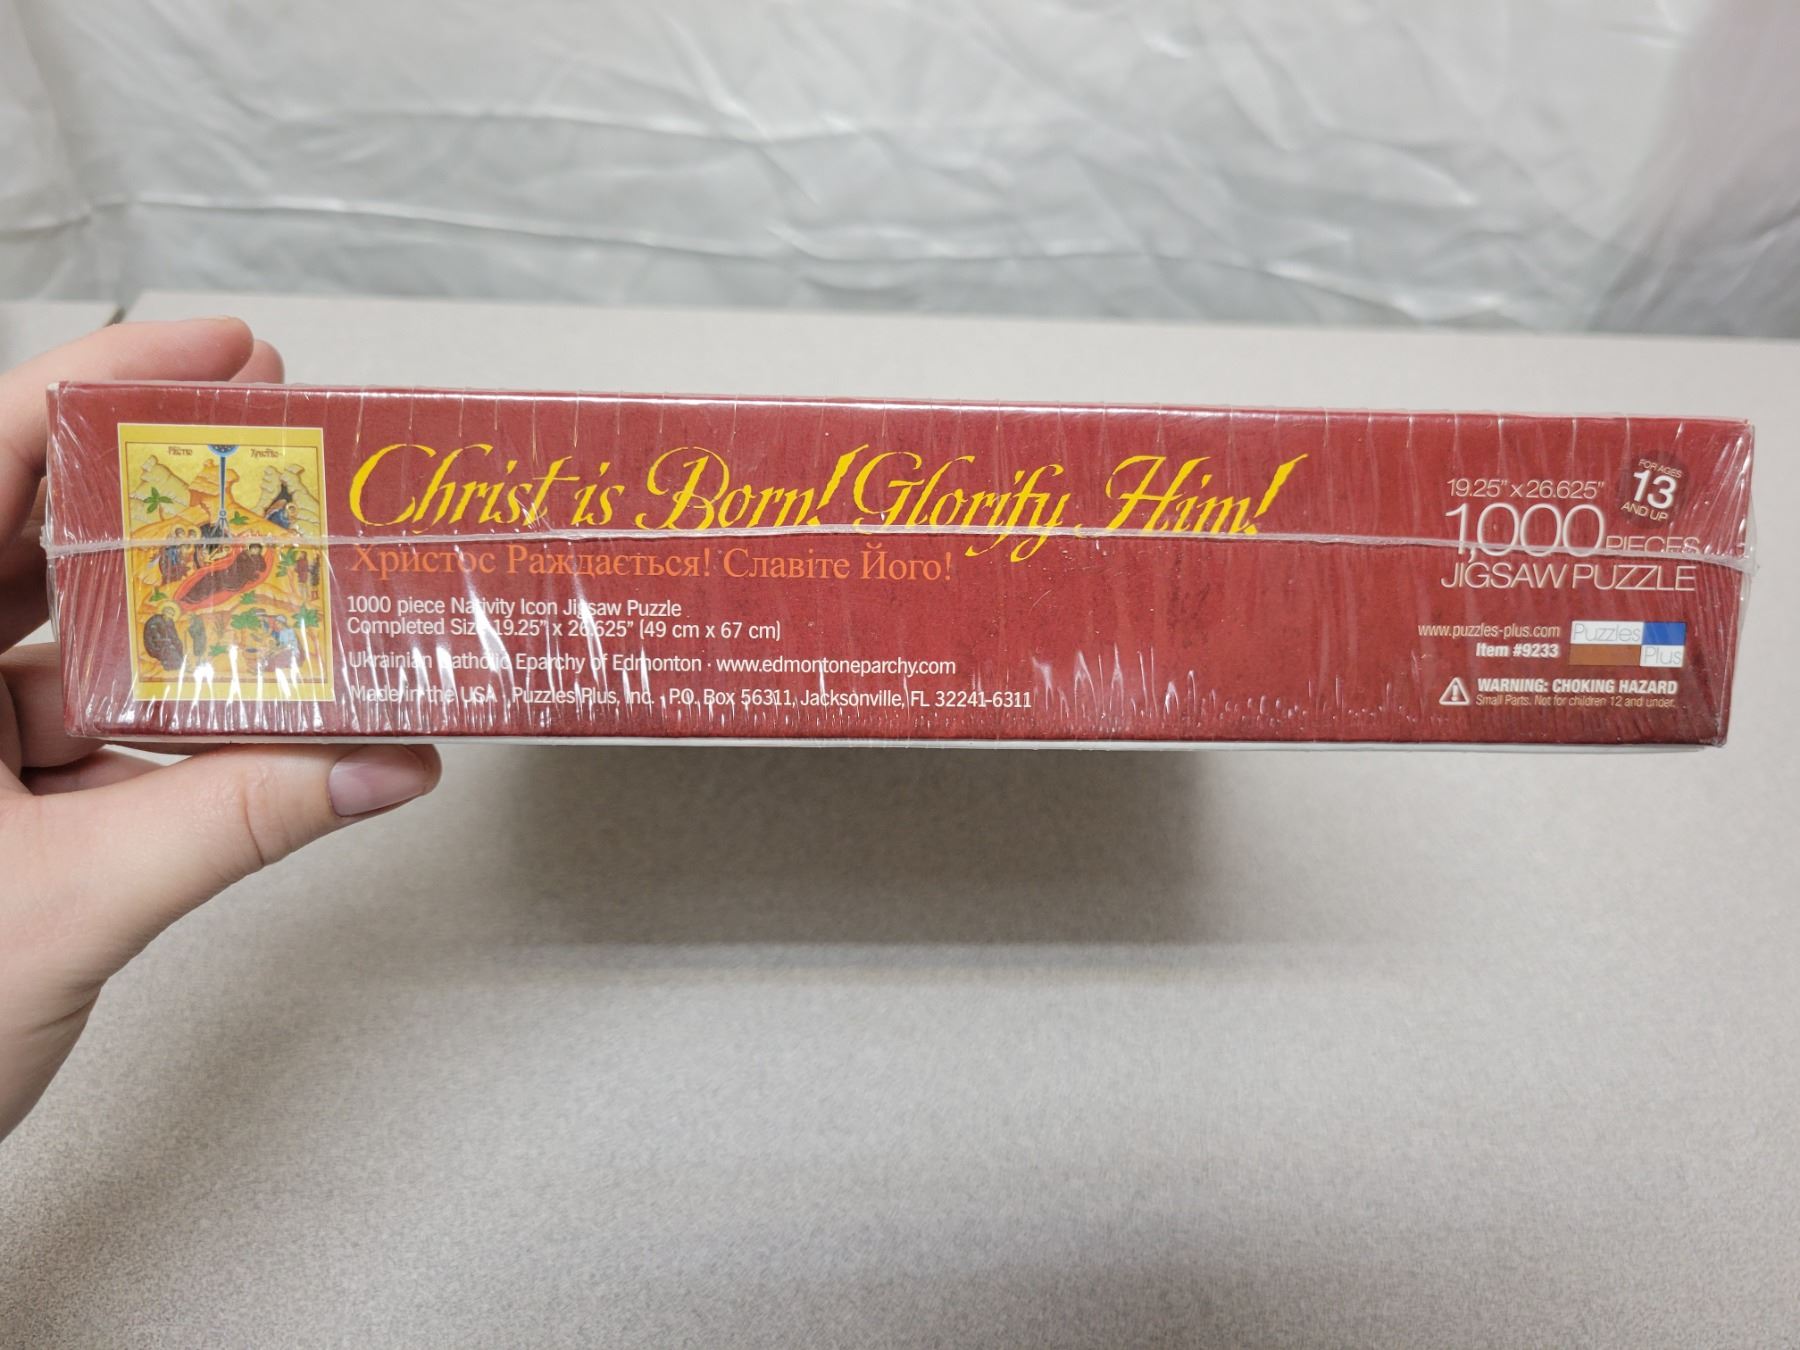 Christ is Born! Glorify Him!
Христос Раждається! Славіте Його!
1000 piece Nativity Icon Jigsaw Puzzle
Completed Size 19.25" x 26.625" (49 cm x 67 cm)
Ukrainian Catholic Eparchy of Edmonton · www.edmontoneparchy.com
Made in the USA · Puzzles Plus, Inc. · P.O. Box 56311, Jacksonville, FL 32241-6311
19.25" x 26.625"
1,000 PIECES
JIGSAW PUZZLE
FOR AGES
13
AND UP
www.puzzles-plus.com
Item #9233
Puzzles
Plus
WARNING: CHOKING HAZARD
Small Parts. Not for children 12 and under.